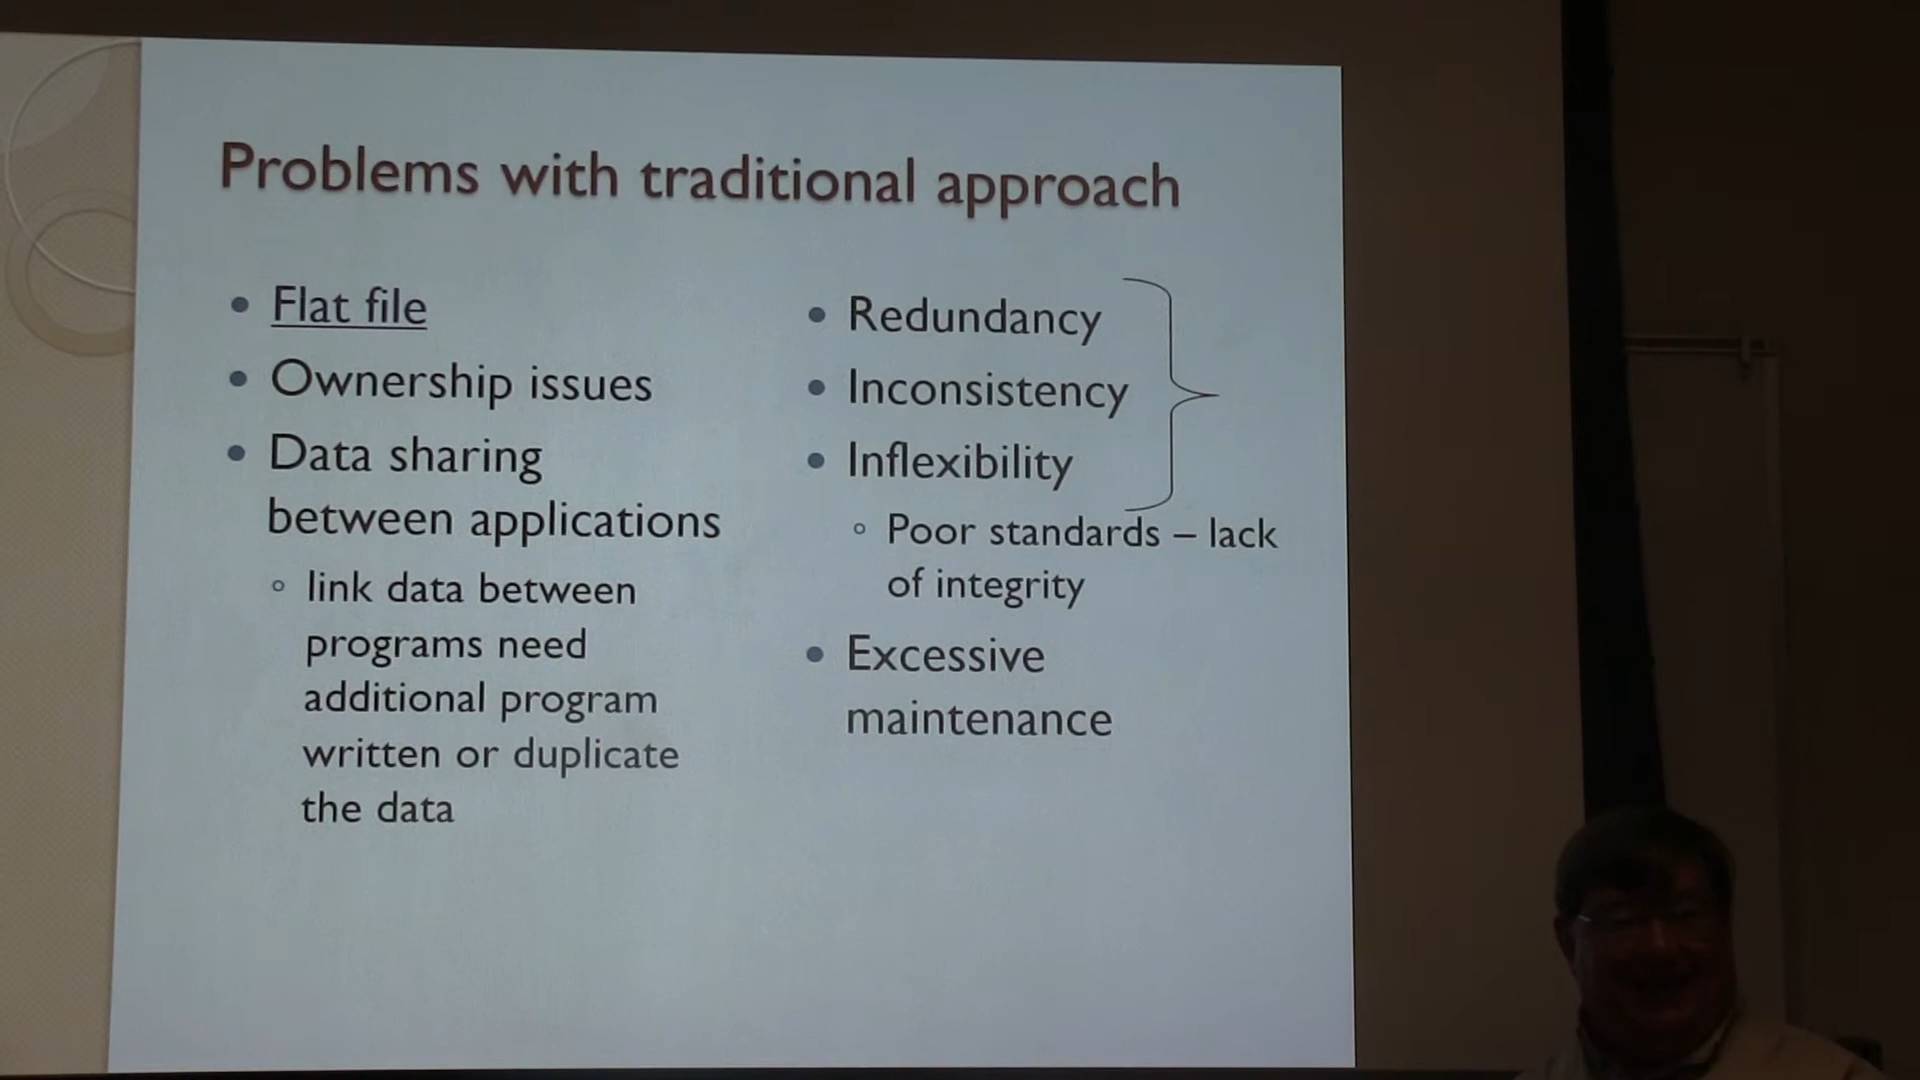 Problems with traditional approach
• Flat file
• Ownership issues
• Data sharing
between applications
◦ link data between
programs need
additional program
written or duplicate
the data
• Redundancy
• Inconsistency
• Inflexibility
◦ Poor standards – lack
of integrity
• Excessive
maintenance